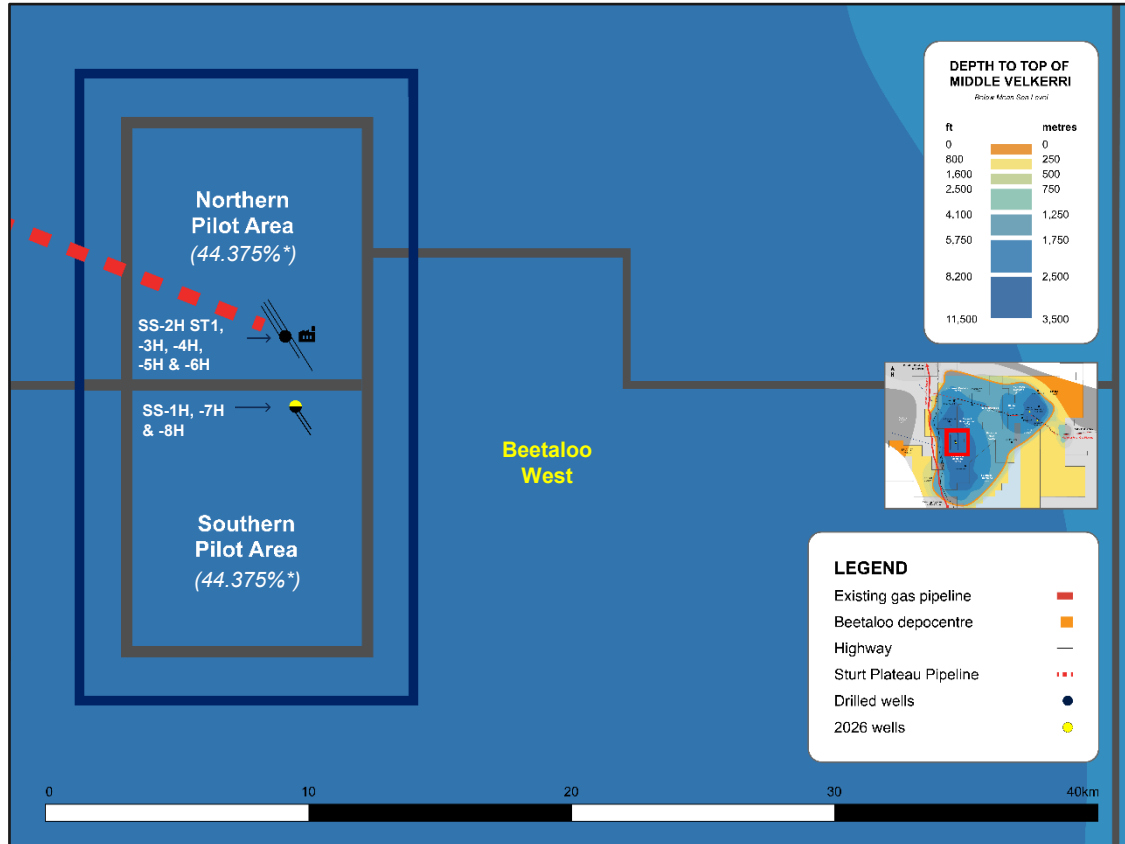 Northern
Pilot Area
(44.375%*)
SS-2H ST1,
-3H, -4H,
-5H & -6H
SS-1H, -7H
& -8H
Southern
Pilot Area
(44.375%*)
Beetaloo
West
DEPTH TO TOP OF
MIDDLE VELKERRI
Below Mean Sea Level
ft metres
0 0
800 250
1,600 500
2,500 750
4,100 1,250
5,750 1,750
8,200 2,500
11,500 3,500
LEGEND
Existing gas pipeline
Beetaloo depocentre
Highway
Sturt Plateau Pipeline
Drilled wells
2026 wells
0 10 20 30 40km